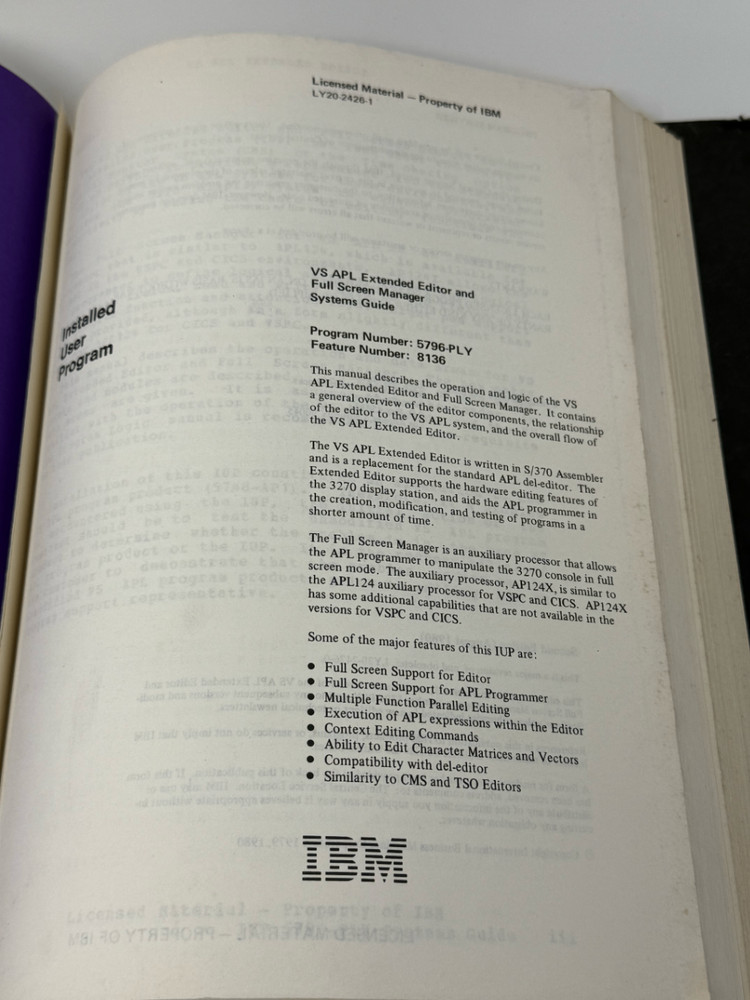 Licensed Material — Property of IBM
LY20-2426-1
Installed
User
Program
VS APL Extended Editor and
Full Screen Manager
Systems Guide
Program Number: 5796-PLY
Feature Number: 8136
This manual describes the operation and logic of the VS
APL Extended Editor and Full Screen Manager. It contains
a general overview of the editor components, the relationship
of the editor to the VS APL system, and the overall flow of
the VS APL Extended Editor.
The VS APL Extended Editor is written in S/370 Assembler
and is a replacement for the standard APL del-editor. The
Extended Editor supports the hardware editing features of
the 3270 display station, and aids the APL programmer in
the creation, modification, and testing of programs in a
shorter amount of time.
The Full Screen Manager is an auxiliary processor that allows
the APL programmer to manipulate the 3270 console in full
screen mode. The auxiliary processor, AP124X, is similar to
the APL124 auxiliary processor for VSPC and CICS. AP124X
has some additional capabilities that are not available in the
versions for VSPC and CICS.
Some of the major features of this IUP are:
● Full Screen Support for Editor
● Full Screen Support for APL Programmer
● Multiple Function Parallel Editing
● Execution of APL expressions within the Editor
● Context Editing Commands
● Ability to Edit Character Matrices and Vectors
● Compatibility with del-editor
● Similarity to CMS and TSO Editors
IBM